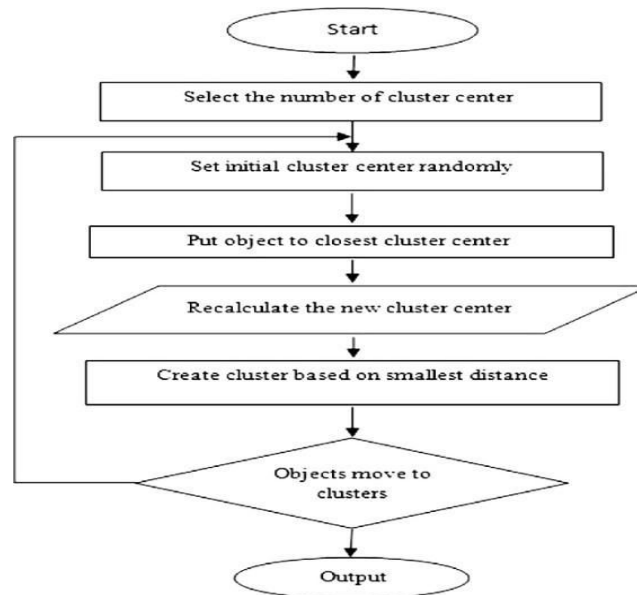 Start
Select the number of cluster center
Set initial cluster center randomly
Put object to closest cluster center
Recalculate the new cluster center
Create cluster based on smallest distance
Objects move to
clusters
Output